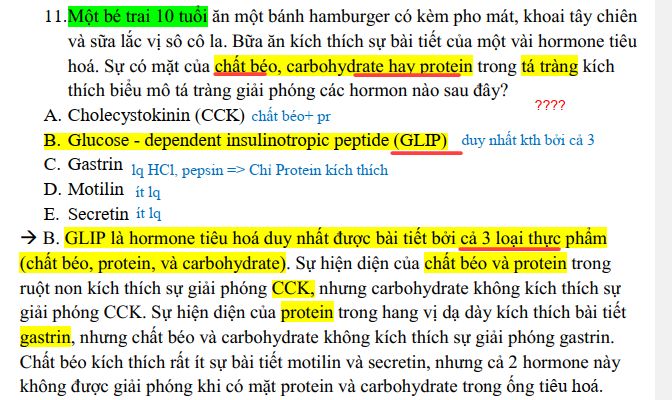 11. Một bé trai 10 tuổi ăn một bánh hamburger có kèm pho mát, khoai tây chiên
và sữa lắc vị sô cô la. Bữa ăn kích thích sự bài tiết của một vài hormone tiêu
hoá. Sự có mặt của chất béo, carbohydrate hay protein trong tá tràng kích
thích biểu mô tá tràng giải phóng các hormon nào sau đây?
????
A. Cholecystokinin (CCK) chất béo+ pr
B. Glucose - dependent insulinotropic peptide (GLIP) duy nhất kth bởi cả 3
C. Gastrin lq HCl, pepsin => Chỉ Protein kích thích
D. Motilin ít lq
E. Secretin ít lq
→ B. GLIP là hormone tiêu hoá duy nhất được bài tiết bởi cả 3 loại thực phẩm
(chất béo, protein, và carbohydrate). Sự hiện diện của chất béo và protein trong
ruột non kích thích sự giải phóng CCK, nhưng carbohydrate không kích thích sự
giải phóng CCK. Sự hiện diện của protein trong hang vị dạ dày kích thích bài tiết
gastrin, nhưng chất béo và carbohydrate không kích thích sự giải phóng gastrin.
Chất béo kích thích rất ít sự bài tiết motilin và secretin, nhưng cả 2 hormone này
không được giải phóng khi có mặt protein và carbohydrate trong ống tiêu hoá.